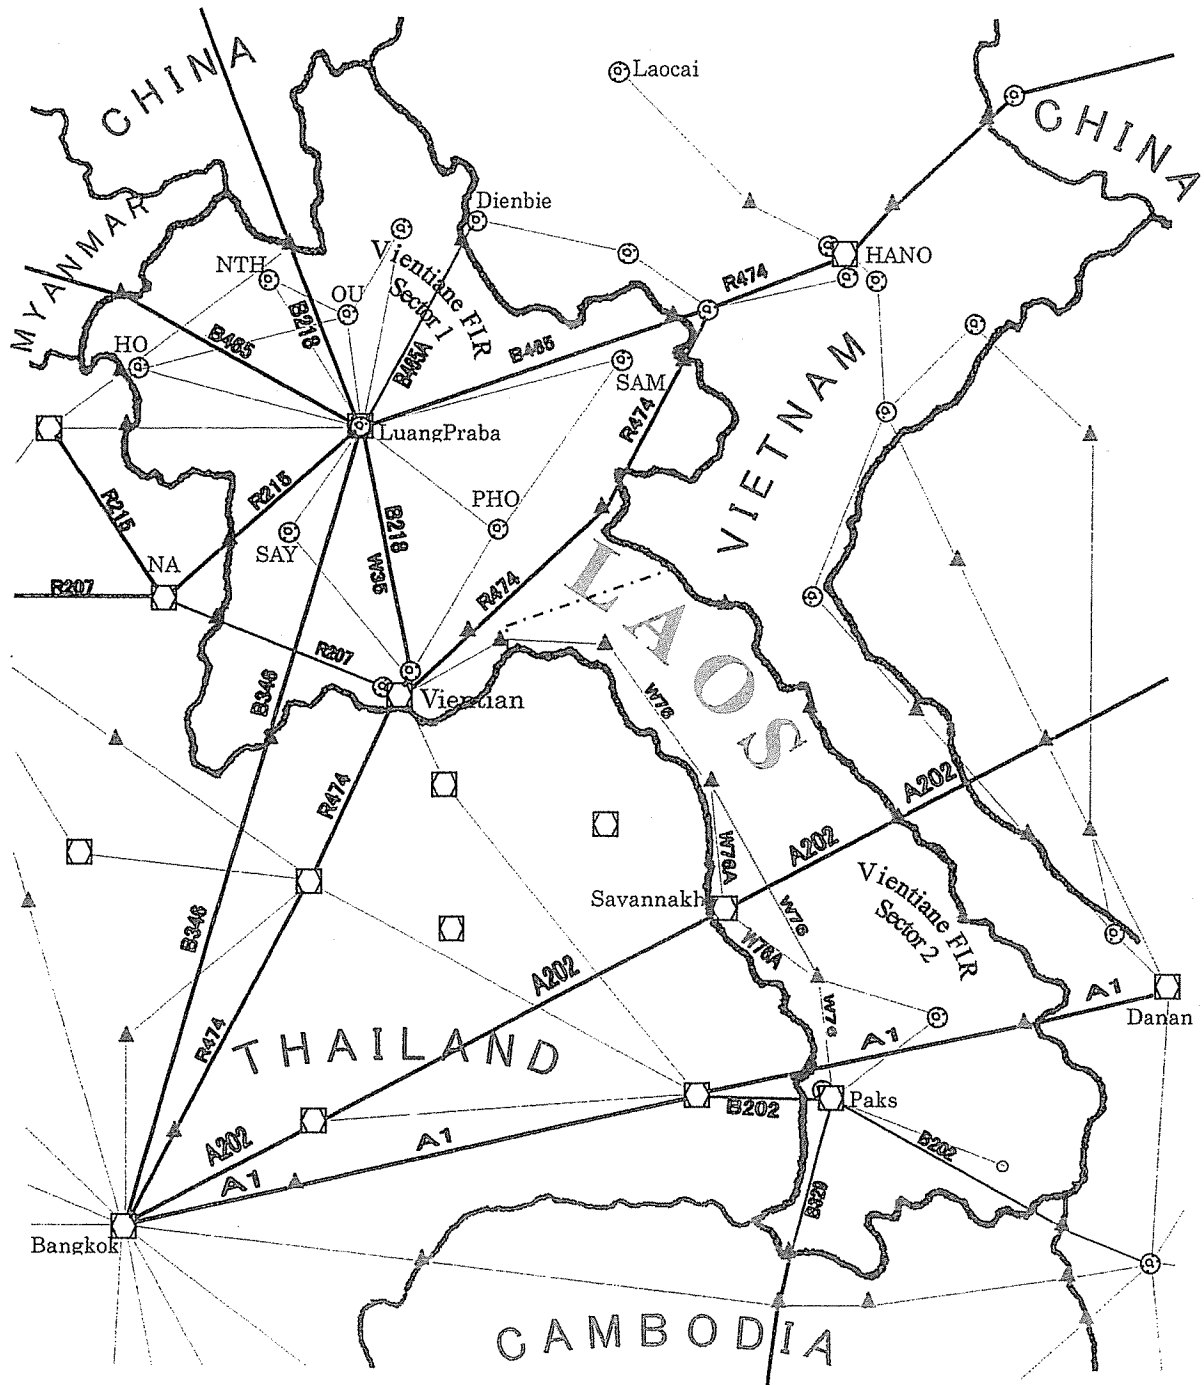 CHINA
Laocai
CHINA
MYANMAR
Dienbie
NTH
Vientiane FIR
Sector 1
HANO
OU
R474
B218
B465
HO
B465A
B465
SAM
VIETNAM
R474
LuangPraba
R215
R215
PHO
B218
SAY
W35
NA
R207
R474
LAOS
R207
B346
Vientian
W76
R474
A202
W76A
A202
Vientiane FIR
Sector 2
Savannakh
W76
B346
W76A
A202
W76
A1
Danan
R474
THAILAND
A1
B202
Paks
A202
A1
B202
A1
B329
Bangkok
CAMBODIA